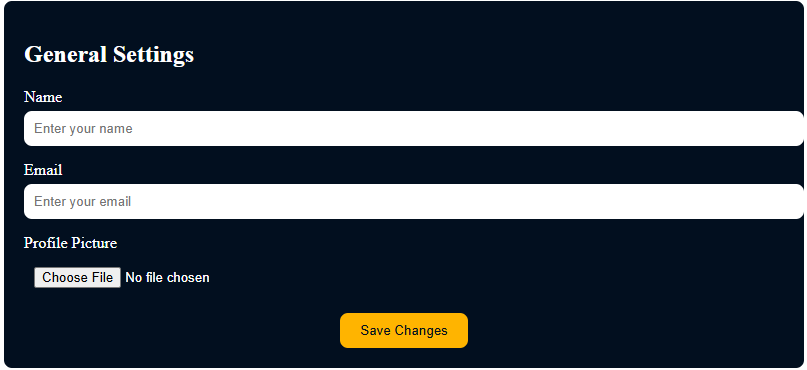 General Settings
Name
Enter your name
Email
Enter your email
Profile Picture
Choose File No file chosen
Save Changes